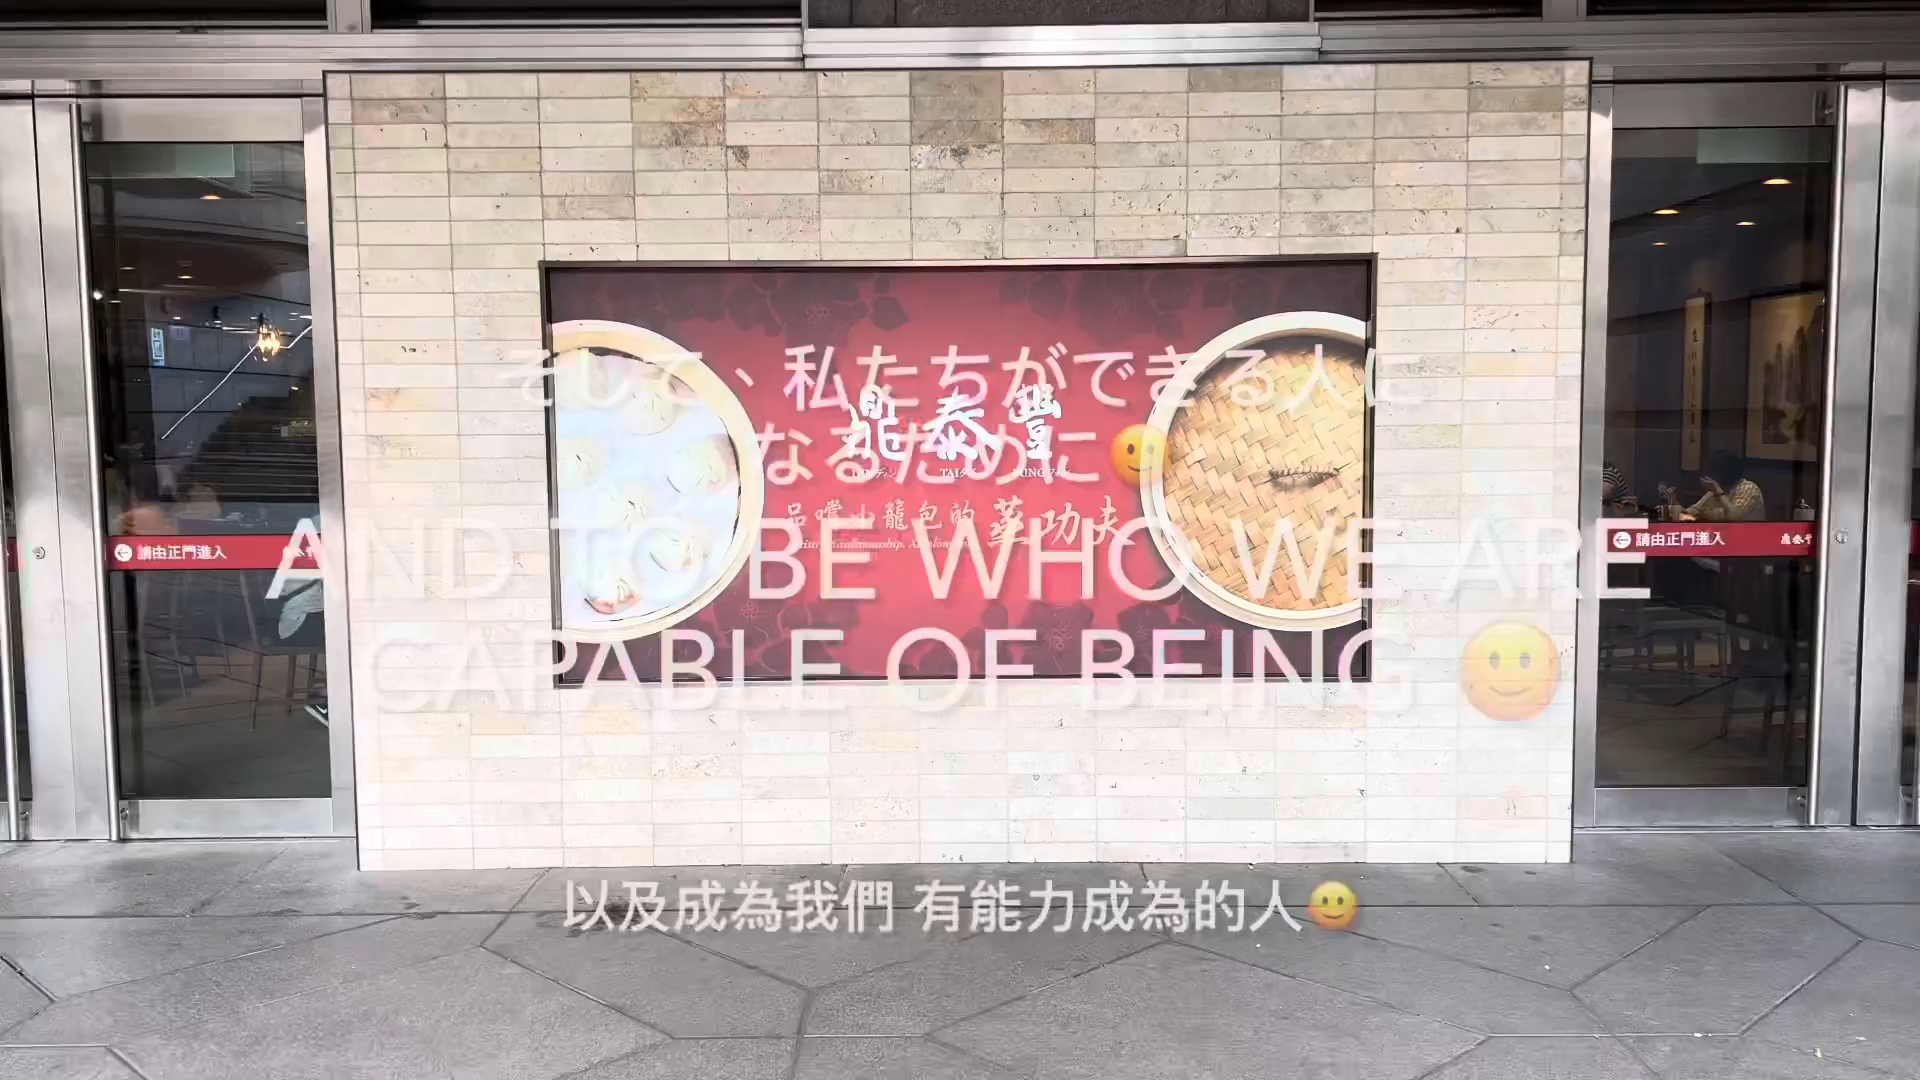 そして、私たちができる人に
なるために🙂
鼎泰豐
品嚐小籠包的 蒸功夫
AND TO BE WHO WE ARE
CAPABLE OF BEING 🙂
請由正門進入
請由正門進入
以及成為我們 有能力成為的人🙂